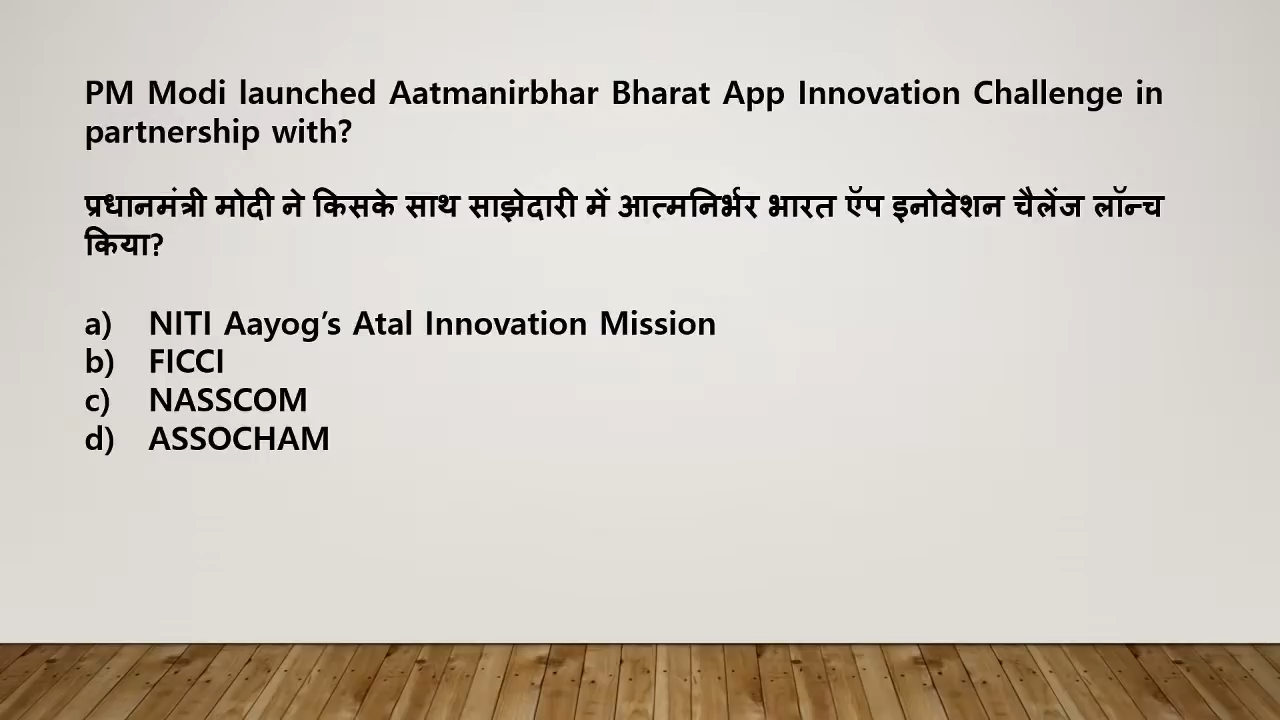 PM Modi launched Aatmanirbhar Bharat App Innovation Challenge in
partnership with?
प्रधानमंत्री मोदी ने किसके साथ साझेदारी में आत्मनिर्भर भारत ऍप इनोवेशन चैलेंज लॉन्च
किया?
a) NITI Aayog’s Atal Innovation Mission
b) FICCI
c) NASSCOM
d) ASSOCHAM